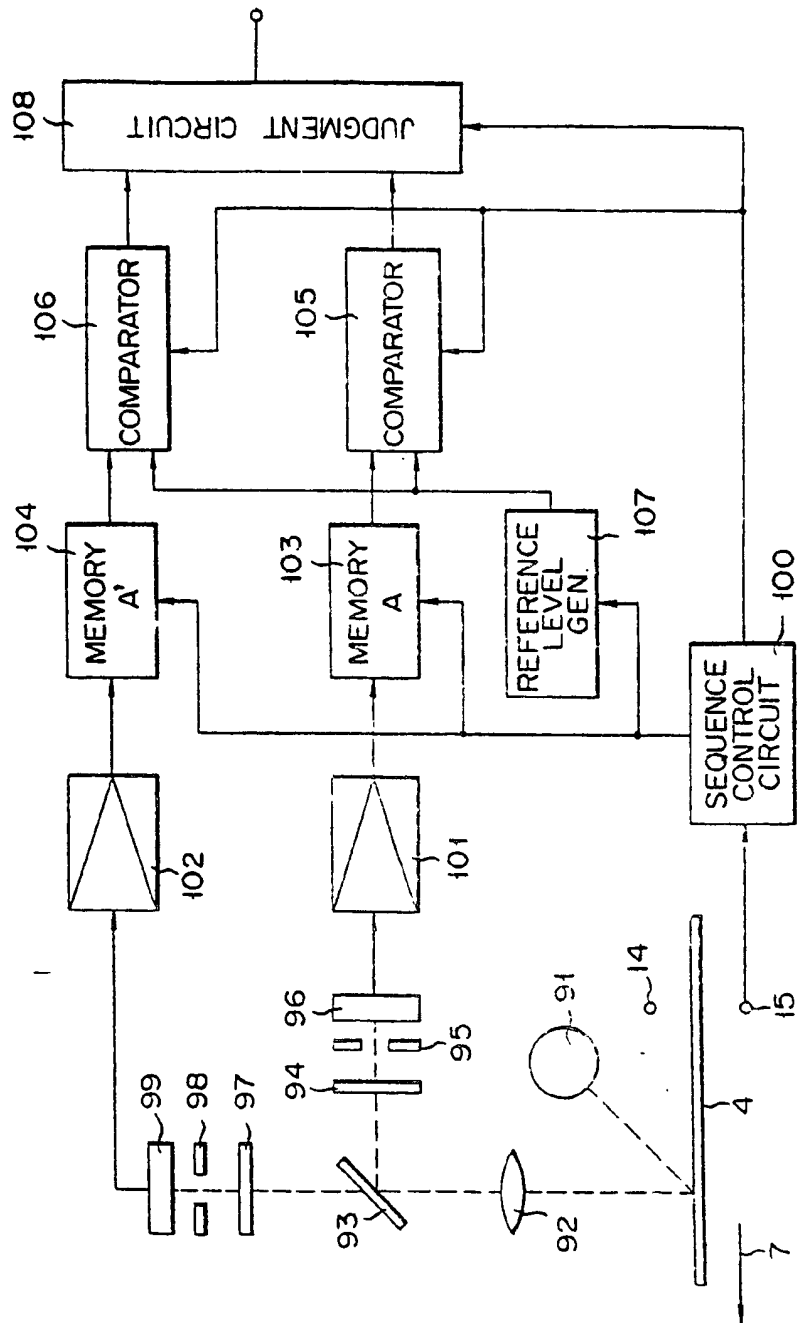 108
JUDGMENT CIRCUIT
106
COMPARATOR
105
COMPARATOR
104
MEMORY
A'
103
MEMORY
A
107
REFERENCE
LEVEL
GEN.
100
SEQUENCE
CONTROL
CIRCUIT
102
101
99
98
97
96
95
94
93
92
91
14
15
4
7